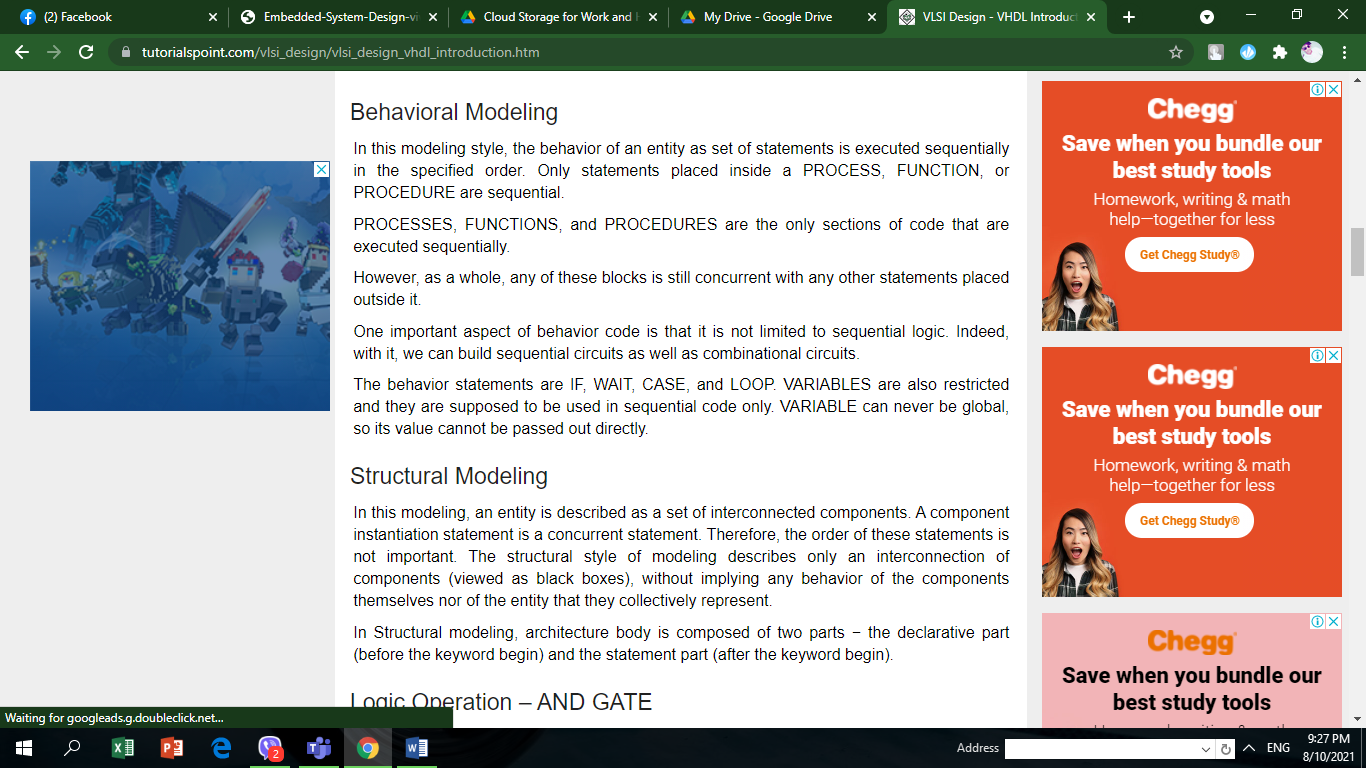 (2) Facebook
Embedded-System-Design-vi
Cloud Storage for Work and H
My Drive - Google Drive
VLSI Design - VHDL Introduct
tutorialspoint.com/vlsi_design/vlsi_design_vhdl_introduction.htm
Behavioral Modeling
In this modeling style, the behavior of an entity as set of statements is executed sequentially
in the specified order. Only statements placed inside a PROCESS, FUNCTION, or
PROCEDURE are sequential.
PROCESSES, FUNCTIONS, and PROCEDURES are the only sections of code that are
executed sequentially.
However, as a whole, any of these blocks is still concurrent with any other statements placed
outside it.
One important aspect of behavior code is that it is not limited to sequential logic. Indeed,
with it, we can build sequential circuits as well as combinational circuits.
The behavior statements are IF, WAIT, CASE, and LOOP. VARIABLES are also restricted
and they are supposed to be used in sequential code only. VARIABLE can never be global,
so its value cannot be passed out directly.
Structural Modeling
In this modeling, an entity is described as a set of interconnected components. A component
instantiation statement is a concurrent statement. Therefore, the order of these statements is
not important. The structural style of modeling describes only an interconnection of
components (viewed as black boxes), without implying any behavior of the components
themselves nor of the entity that they collectively represent.
In Structural modeling, architecture body is composed of two parts − the declarative part
(before the keyword begin) and the statement part (after the keyword begin).
Logic Operation – AND GATE
Chegg
Save when you bundle our
best study tools
Homework, writing & math
help—together for less
Get Chegg Study®
Chegg
Save when you bundle our
best study tools
Homework, writing & math
help—together for less
Get Chegg Study®
Chegg
Save when you bundle our
best study tools
Waiting for googleads.g.doubleclick.net...
2
Address
ENG
9:27 PM
8/10/2021